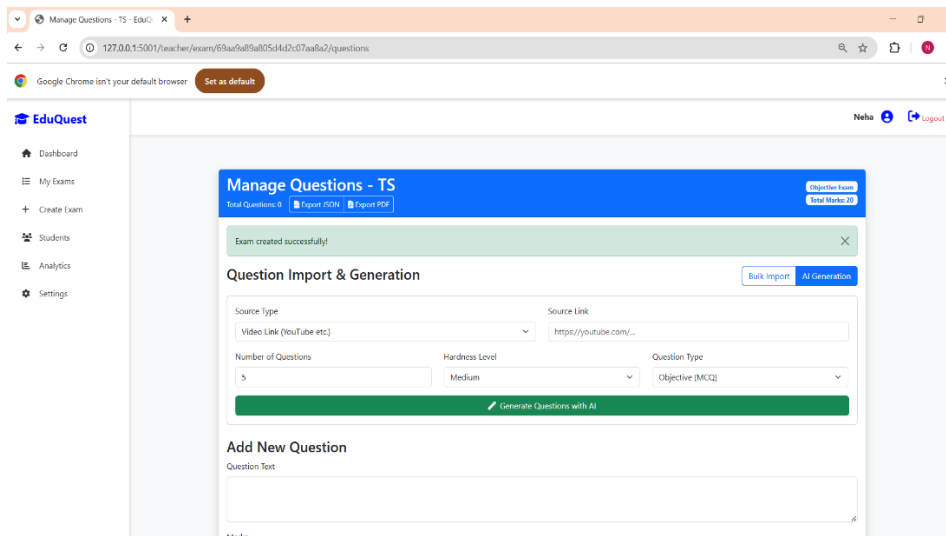 Manage Questions - TS - EduQ
127.0.0.1:5001/teacher/exam/69aa9a89a805d4d2c07aa8a2/questions
N
Google Chrome isn't your default browser Set as default
EduQuest
Neha Logout
Dashboard
My Exams
Create Exam
Students
Analytics
Settings
Manage Questions - TS
Objective Exam
Total Questions: 0 Export JSON Export PDF
Total Marks: 20
Exam created successfully!
Question Import & Generation
Bulk Import AI Generation
Source Type Source Link
Video Link (YouTube etc.) https://youtube.com/...
Number of Questions Hardness Level Question Type
5 Medium Objective (MCQ)
Generate Questions with AI
Add New Question
Question Text